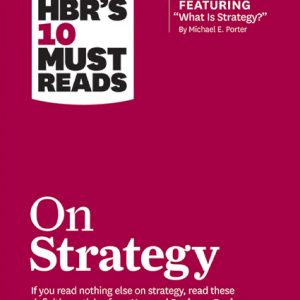 HBR'S
10
MUST
READS
FEATURING
“What Is Strategy?”
By Michael E. Porter
On
Strategy
If you read nothing else on strategy, read these